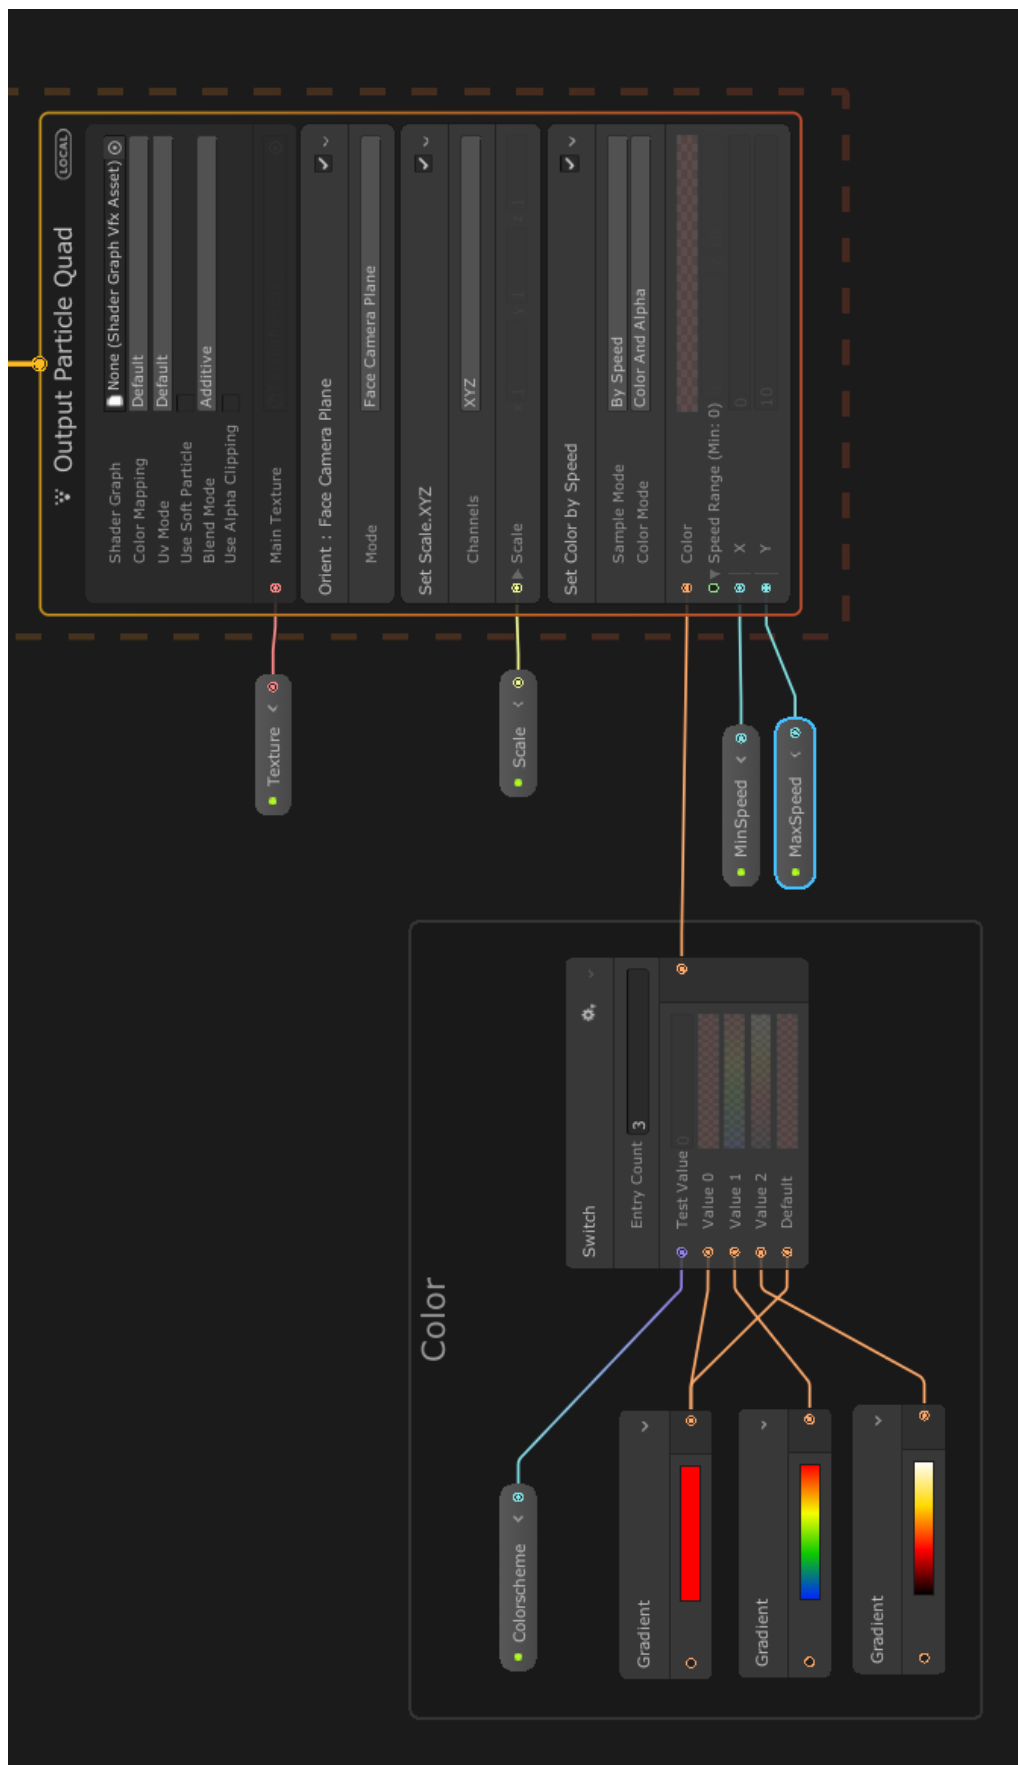 Output Particle Quad
LOCAL
Shader Graph None (Shader Graph Vfx Asset)
Color Mapping Default
Uv Mode Default
Use Soft Particle
Blend Mode Additive
Use Alpha Clipping
Main Texture
Orient : Face Camera Plane
Mode Face Camera Plane
Set Scale.XYZ
Channels XYZ
Scale X 1 Y 1 Z 1
Set Color by Speed
Sample Mode By Speed
Color Mode Color And Alpha
Color
Speed Range (Min: 0)
X 0
Y 10
Texture
Scale
MinSpeed
MaxSpeed
Color
Switch
Entry Count 3
Test Value 0
Value 0
Value 1
Value 2
Default
Colorscheme
Gradient
Gradient
Gradient